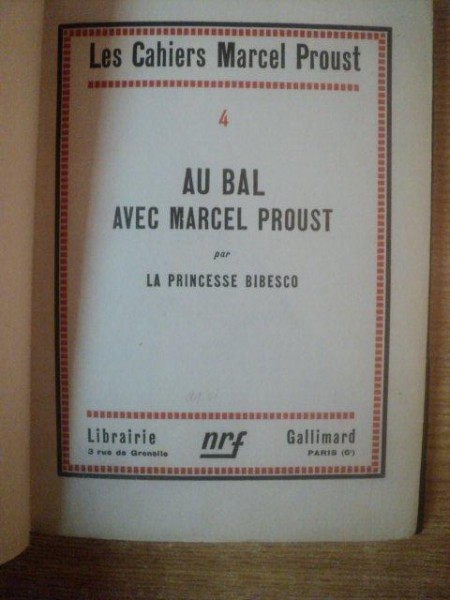 Les Cahiers Marcel Proust
4
AU BAL
AVEC MARCEL PROUST
par
LA PRINCESSE BIBESCO
Librairie nrf Gallimard
3 rue de Grenelle PARIS (6ᵉ)